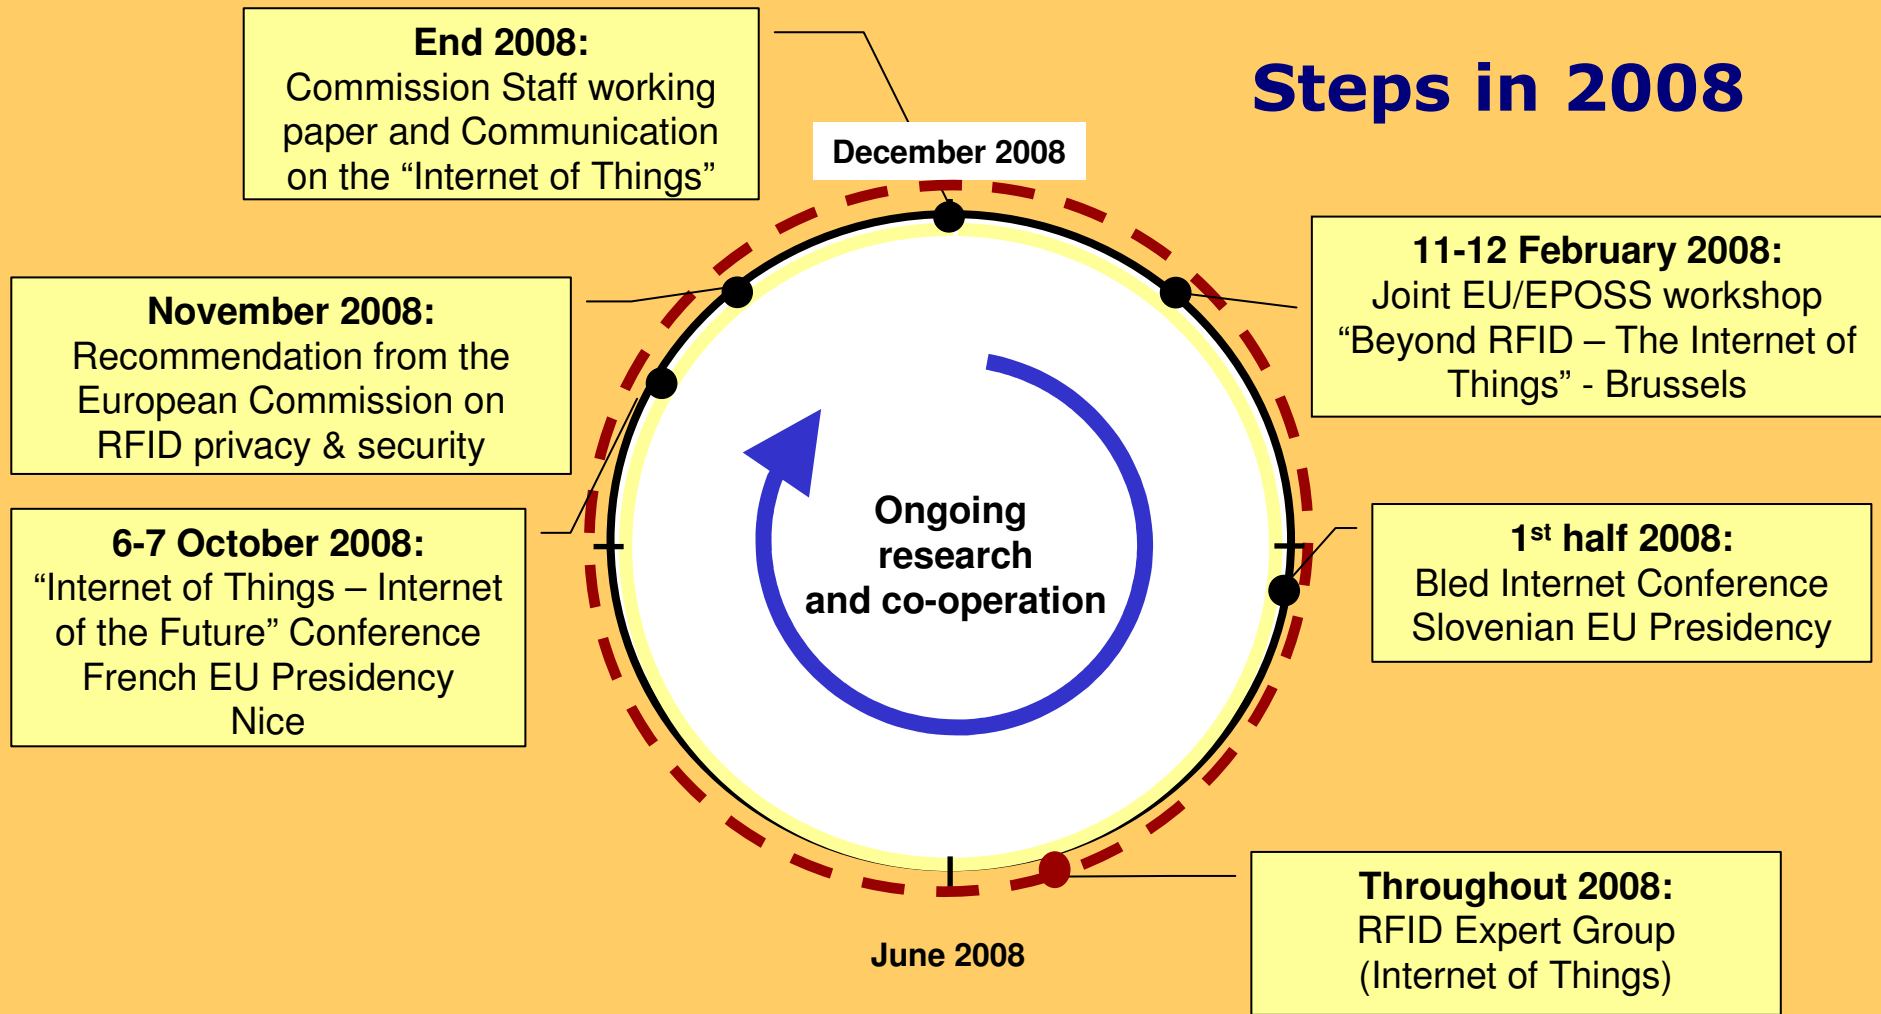 Steps in 2008
End 2008:
Commission Staff working
paper and Communication
on the “Internet of Things”
December 2008
11-12 February 2008:
Joint EU/EPOSS workshop
“Beyond RFID – The Internet of
Things” - Brussels
November 2008:
Recommendation from the
European Commission on
RFID privacy & security
6-7 October 2008:
“Internet of Things – Internet
of the Future” Conference
French EU Presidency
Nice
Ongoing
research
and co-operation
1st half 2008:
Bled Internet Conference
Slovenian EU Presidency
Throughout 2008:
RFID Expert Group
(Internet of Things)
June 2008